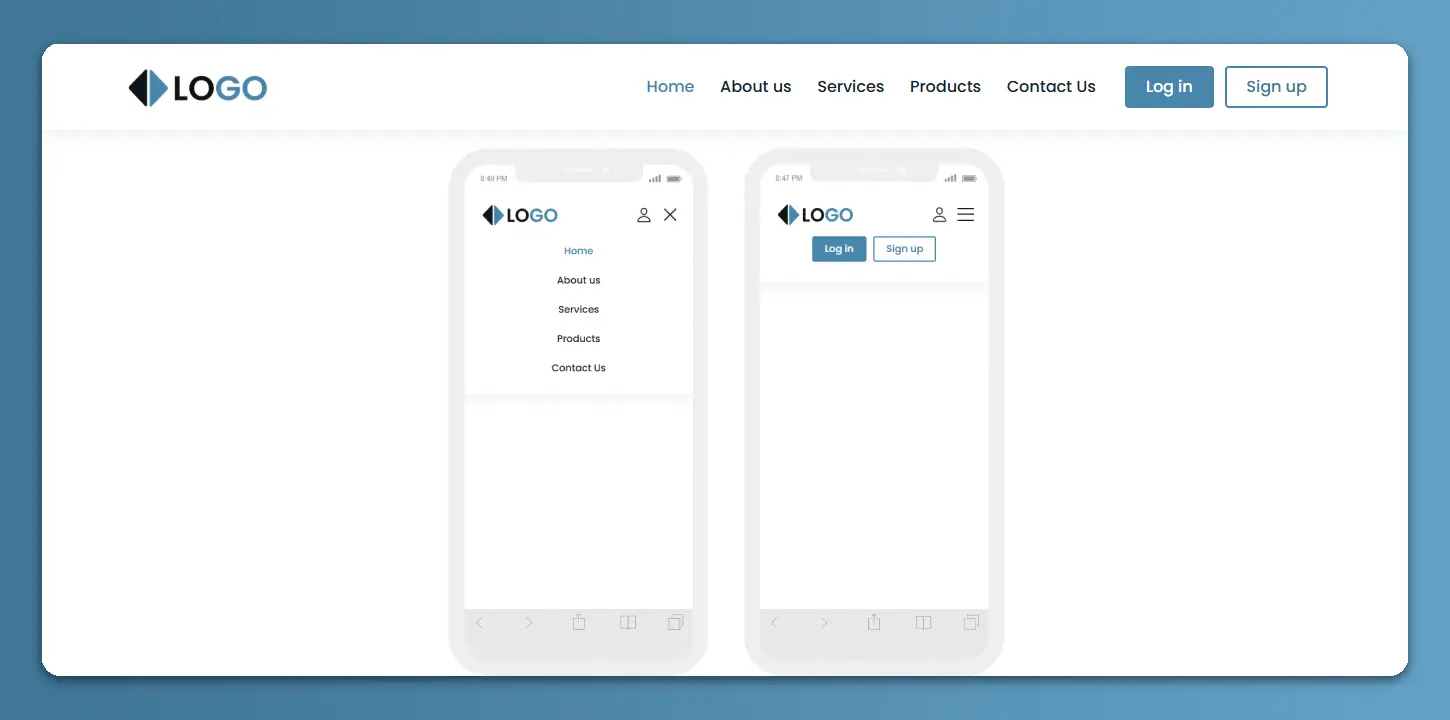 LOGO Home About us Services Products Contact Us Log in Sign up
8:49 PM
LOGO
Home
About us
Services
Products
Contact Us
8:47 PM
LOGO
Log in Sign up